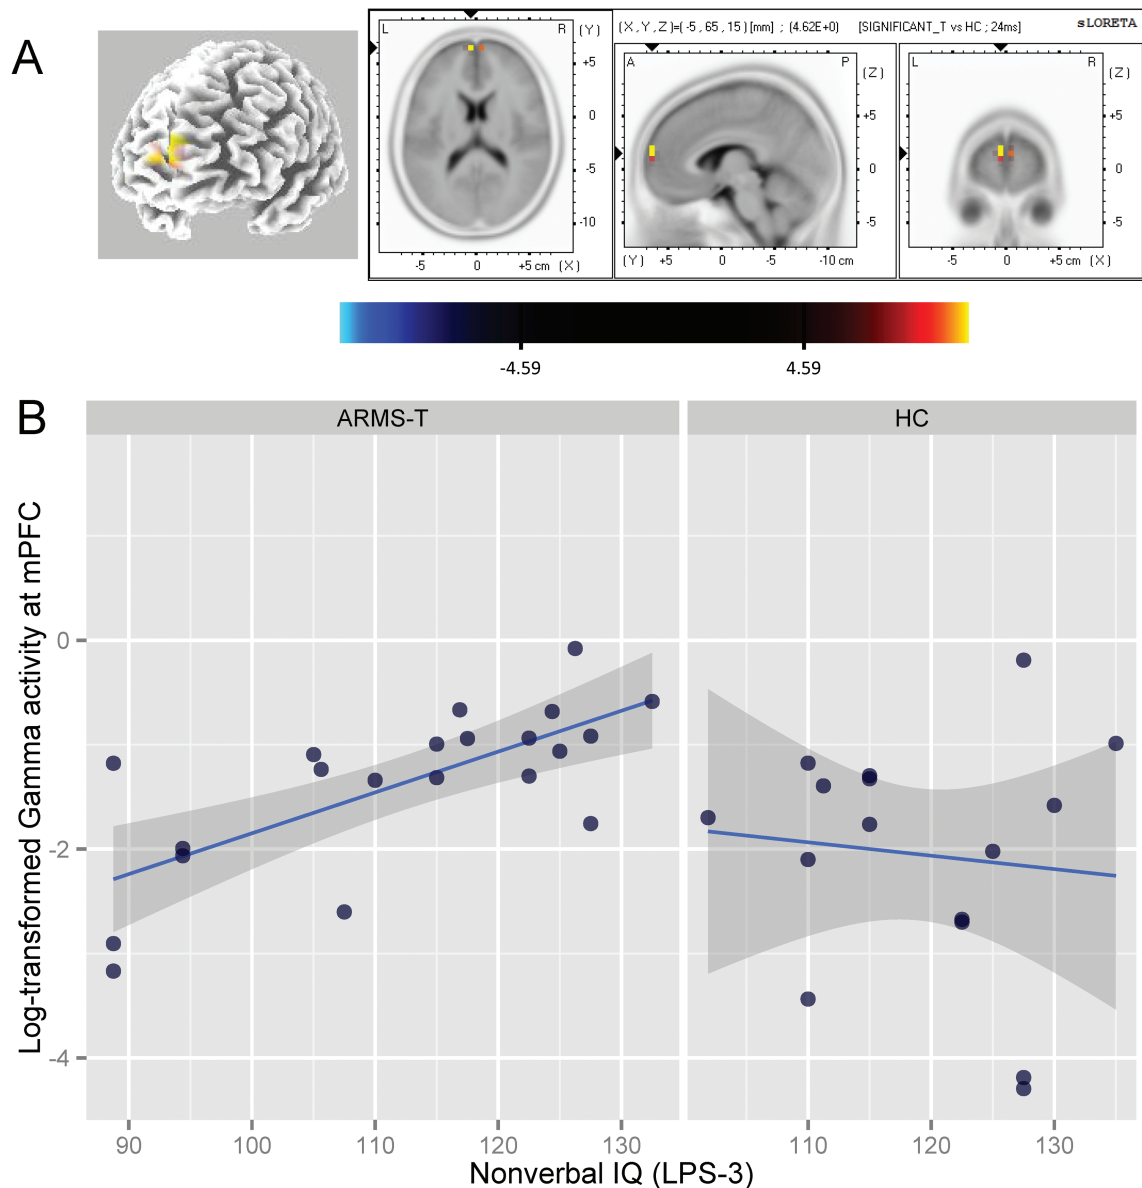 A
L R (Y) +5 0 -5 -10
-5 0 +5 cm (X)
(X,Y,Z)=(-5,65,15)[mm] ; (4.62E+0) [SIGNIFICANT_T vs HC ; 24ms] sLORETA
A P (Z) +5 0 -5
(Y) +5 0 -5 -10 cm
L R (Z) +5 0 -5
-5 0 +5 cm (X)
-4.59 4.59
B
ARMS-T HC
Log-transformed Gamma activity at mPFC
0
-2
-4
90 100 110 120 130 110 120 130
Nonverbal IQ (LPS-3)